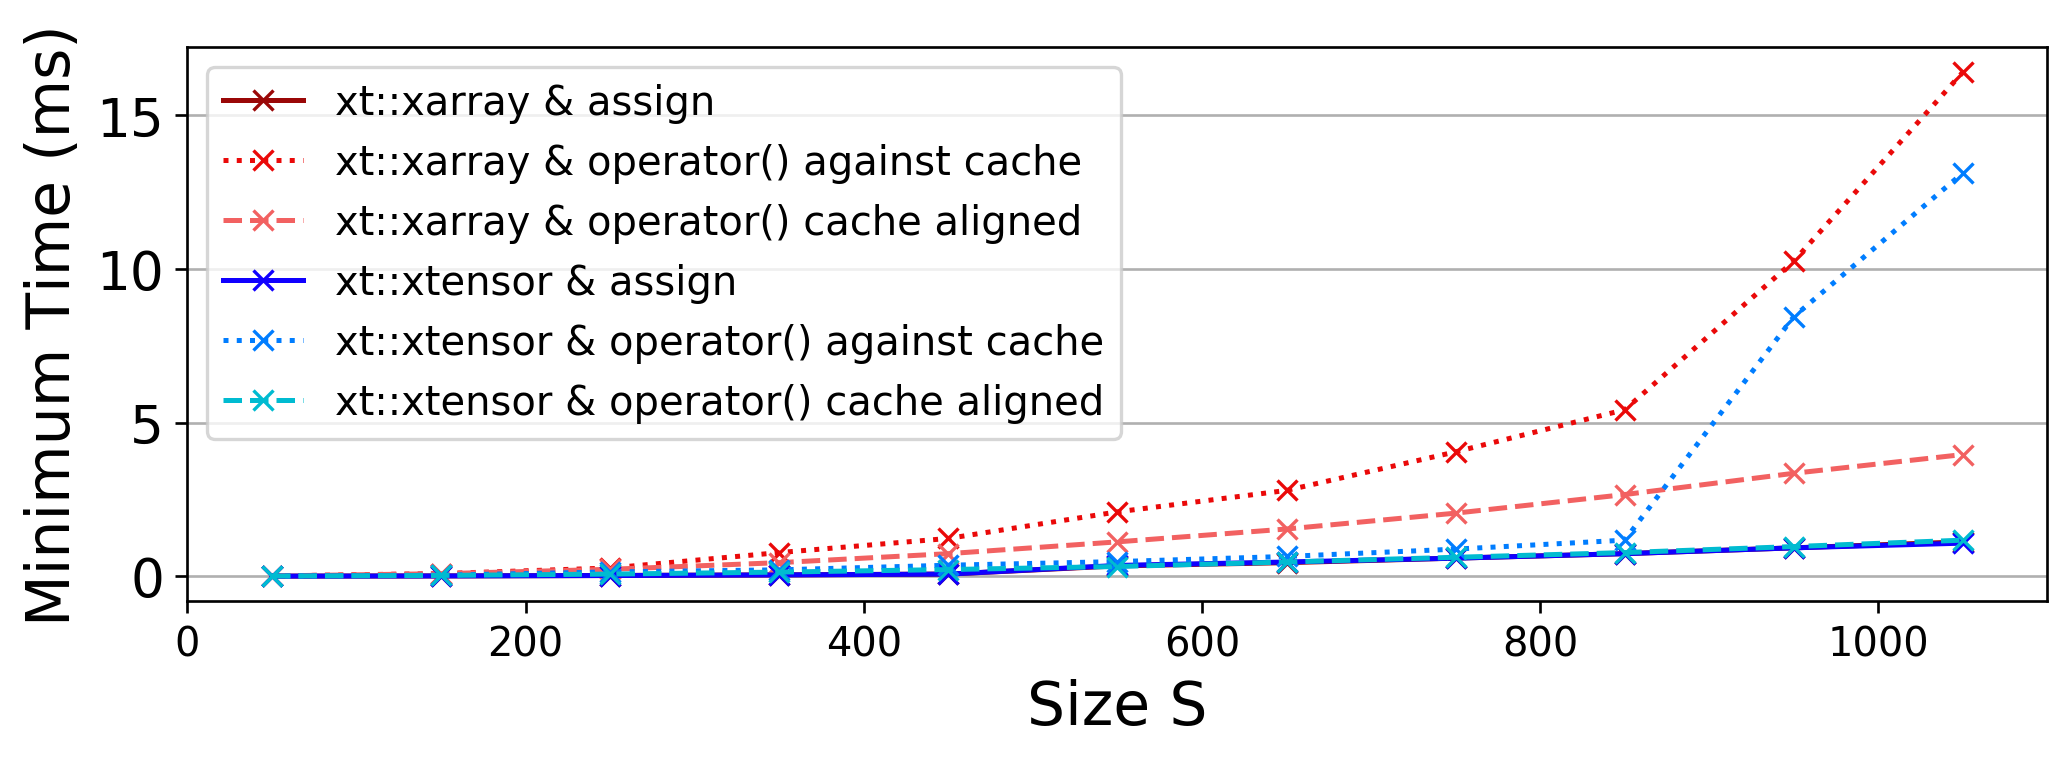 Minimum Time (ms)
15
10
5
0
xt::xarray & assign
xt::xarray & operator() against cache
xt::xarray & operator() cache aligned
xt::xtensor & assign
xt::xtensor & operator() against cache
xt::xtensor & operator() cache aligned
0 200 400 600 800 1000
Size S